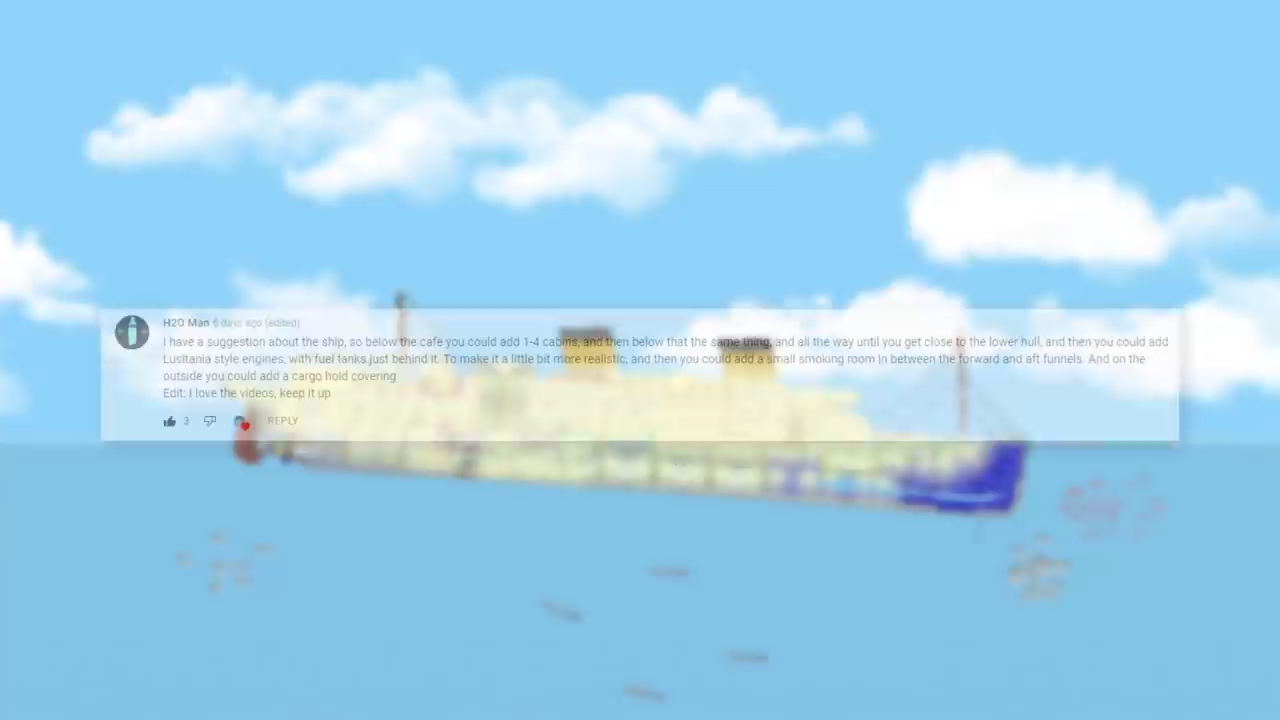 H2O Man 6 days ago (edited)
I have a suggestion about the ship, so below the cafe you could add 1-4 cabins, and then below that the same thing, and all the way until you get close to the lower hull, and then you could add
Lusitania style engines, with fuel tanks just behind it. To make it a little bit more realistic, and then you could add a small smoking room in between the forward and aft funnels. And on the
outside you could add a cargo hold covering
Edit: I love the videos, keep it up
3 REPLY